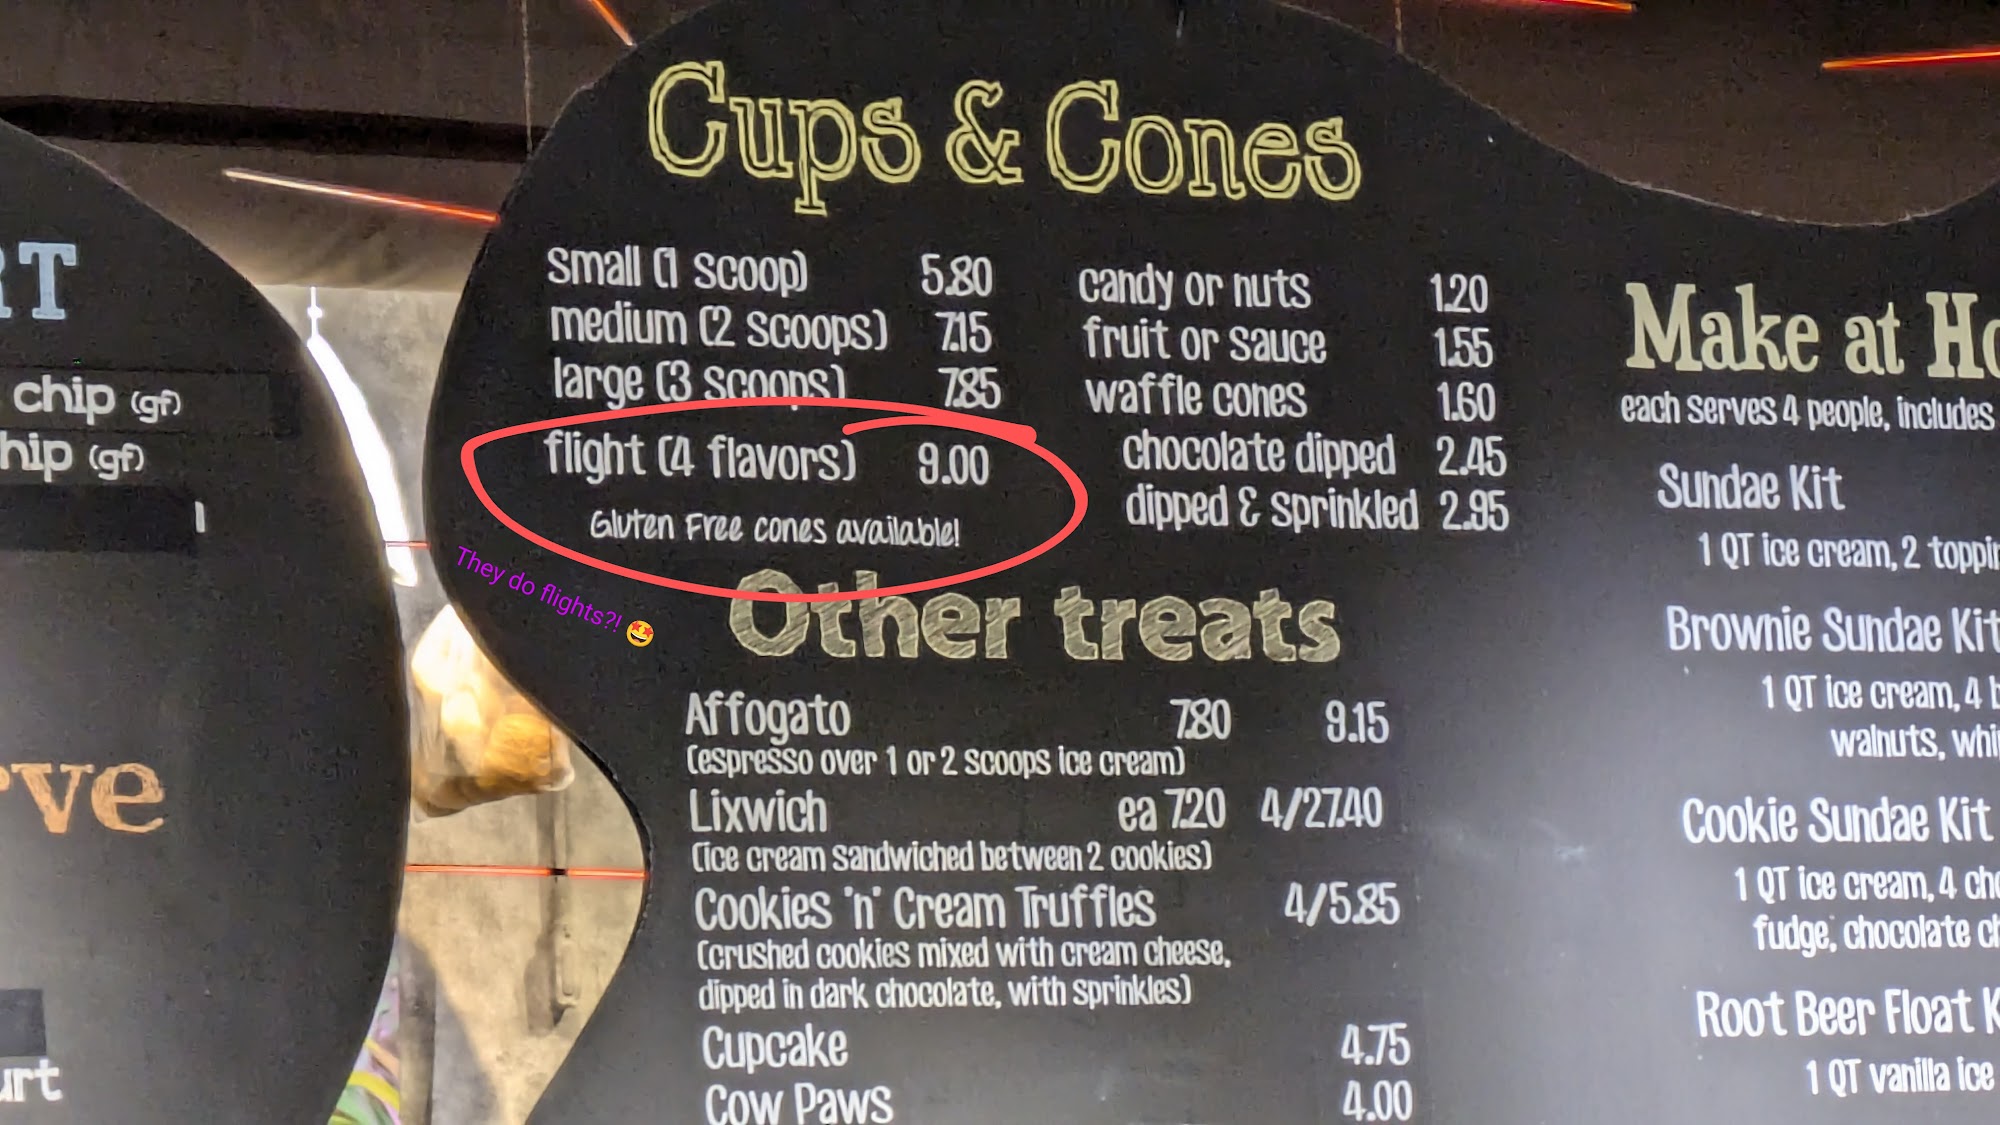 RT
chip (gf)
hip (gf)
rve
urt
Cups & Cones
small (1 scoop) 5.80
medium (2 scoops) 7.15
large (3 scoops) 7.85
flight (4 flavors) 9.00
Gluten Free cones available!
They do flights?! 🤩
candy or nuts 1.20
fruit or sauce 1.55
waffle cones 1.60
chocolate dipped 2.45
dipped & sprinkled 2.95
Other treats
Affogato 7.80 9.15
(espresso over 1 or 2 scoops ice cream)
Lixwich ea 7.20 4/27.40
(ice cream sandwiched between 2 cookies)
Cookies 'n' Cream Truffles 4/5.85
(crushed cookies mixed with cream cheese,
dipped in dark chocolate, with sprinkles)
Cupcake 4.75
Cow Paws 4.00
Make at Ho
each serves 4 people, includes
Sundae Kit
1 QT ice cream, 2 toppin
Brownie Sundae Kit
1 QT ice cream, 4 b
walnuts, whi
Cookie Sundae Kit
1 QT ice cream, 4 cho
fudge, chocolate ch
Root Beer Float K
1 QT vanilla ice